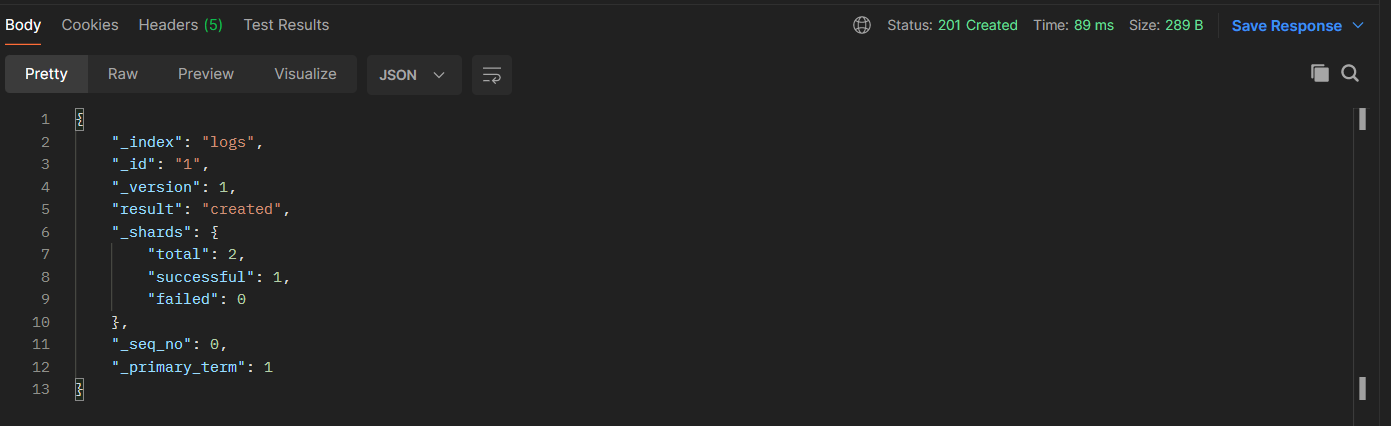 Body Cookies Headers (5) Test Results Status: 201 Created Time: 89 ms Size: 289 B Save Response
Pretty Raw Preview Visualize JSON
1 {
2 "_index": "logs",
3 "_id": "1",
4 "_version": 1,
5 "result": "created",
6 "_shards": {
7 "total": 2,
8 "successful": 1,
9 "failed": 0
10 },
11 "_seq_no": 0,
12 "_primary_term": 1
13 }